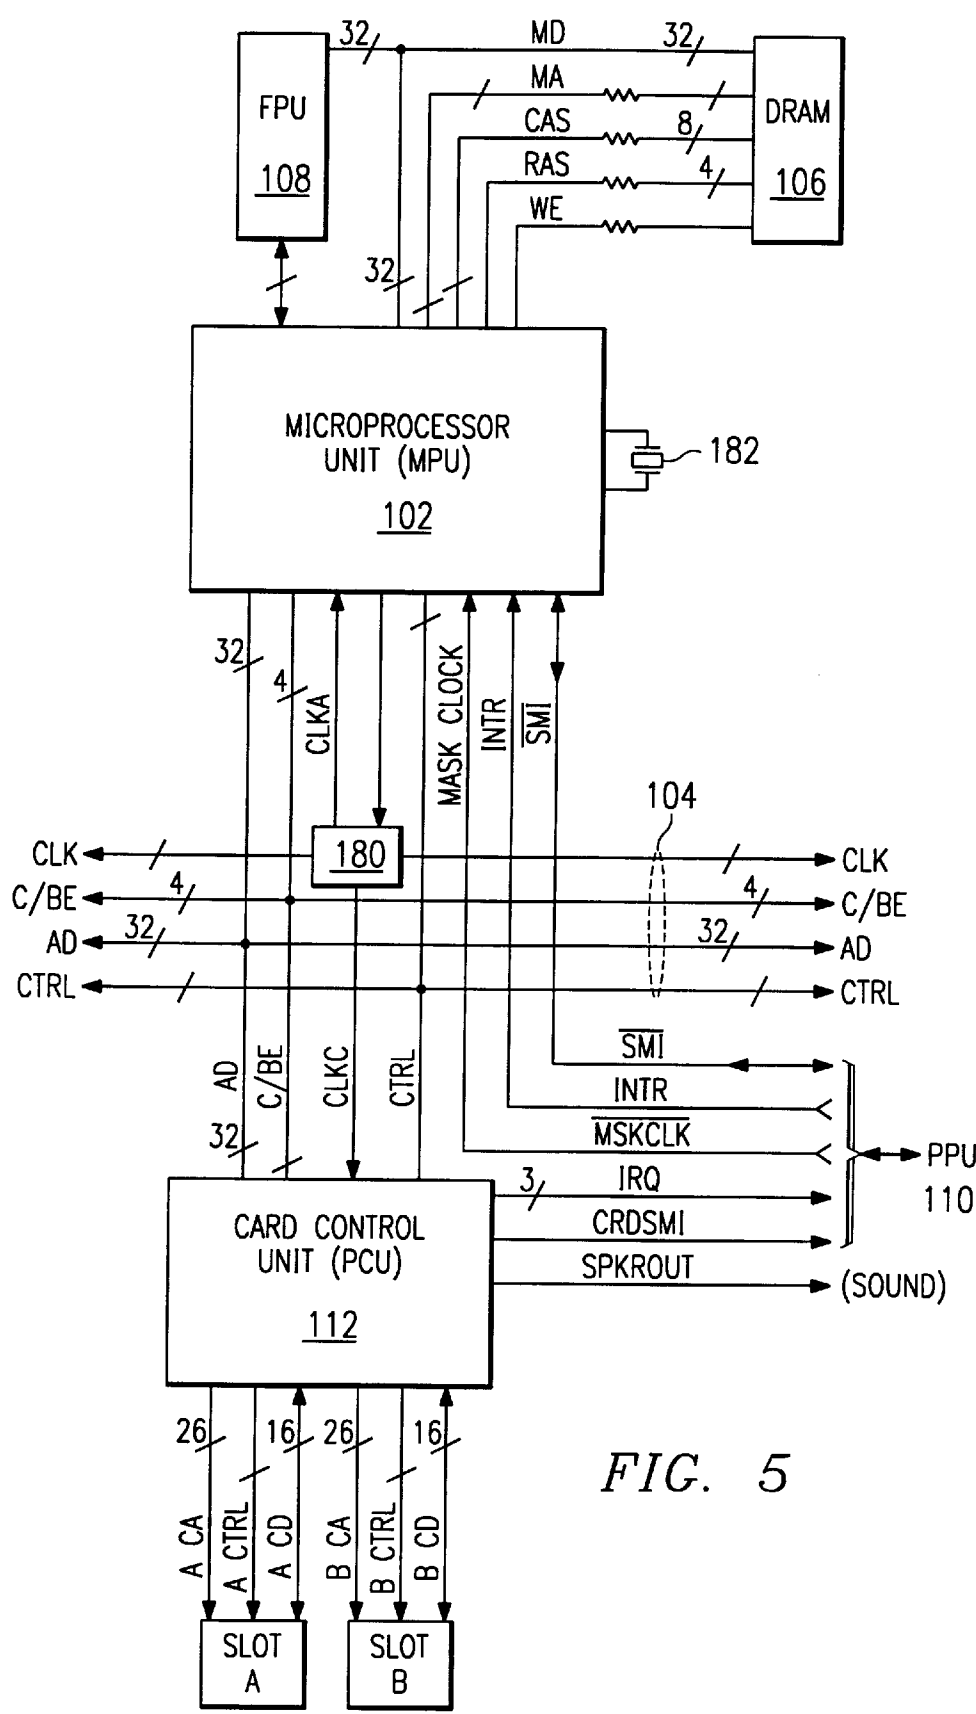 32
MD
32
FPU
108
MA
CAS
8
RAS
4
WE
DRAM
106
32
MICROPROCESSOR
UNIT (MPU)
102
182
32
4
CLKA
MASK CLOCK
INTR
SMI
104
180
CLK
CLK
C/BE
4
4
C/BE
AD
32
32
AD
CTRL
CTRL
AD
C/BE
CLKC
CTRL
32
SMI
INTR
MSKCLK
3
IRQ
CRDSMI
SPKROUT
PPU
110
(SOUND)
CARD CONTROL
UNIT (PCU)
112
26
16
26
16
A CA
A CTRL
A CD
B CA
B CTRL
B CD
FIG. 5
SLOT
A
SLOT
B